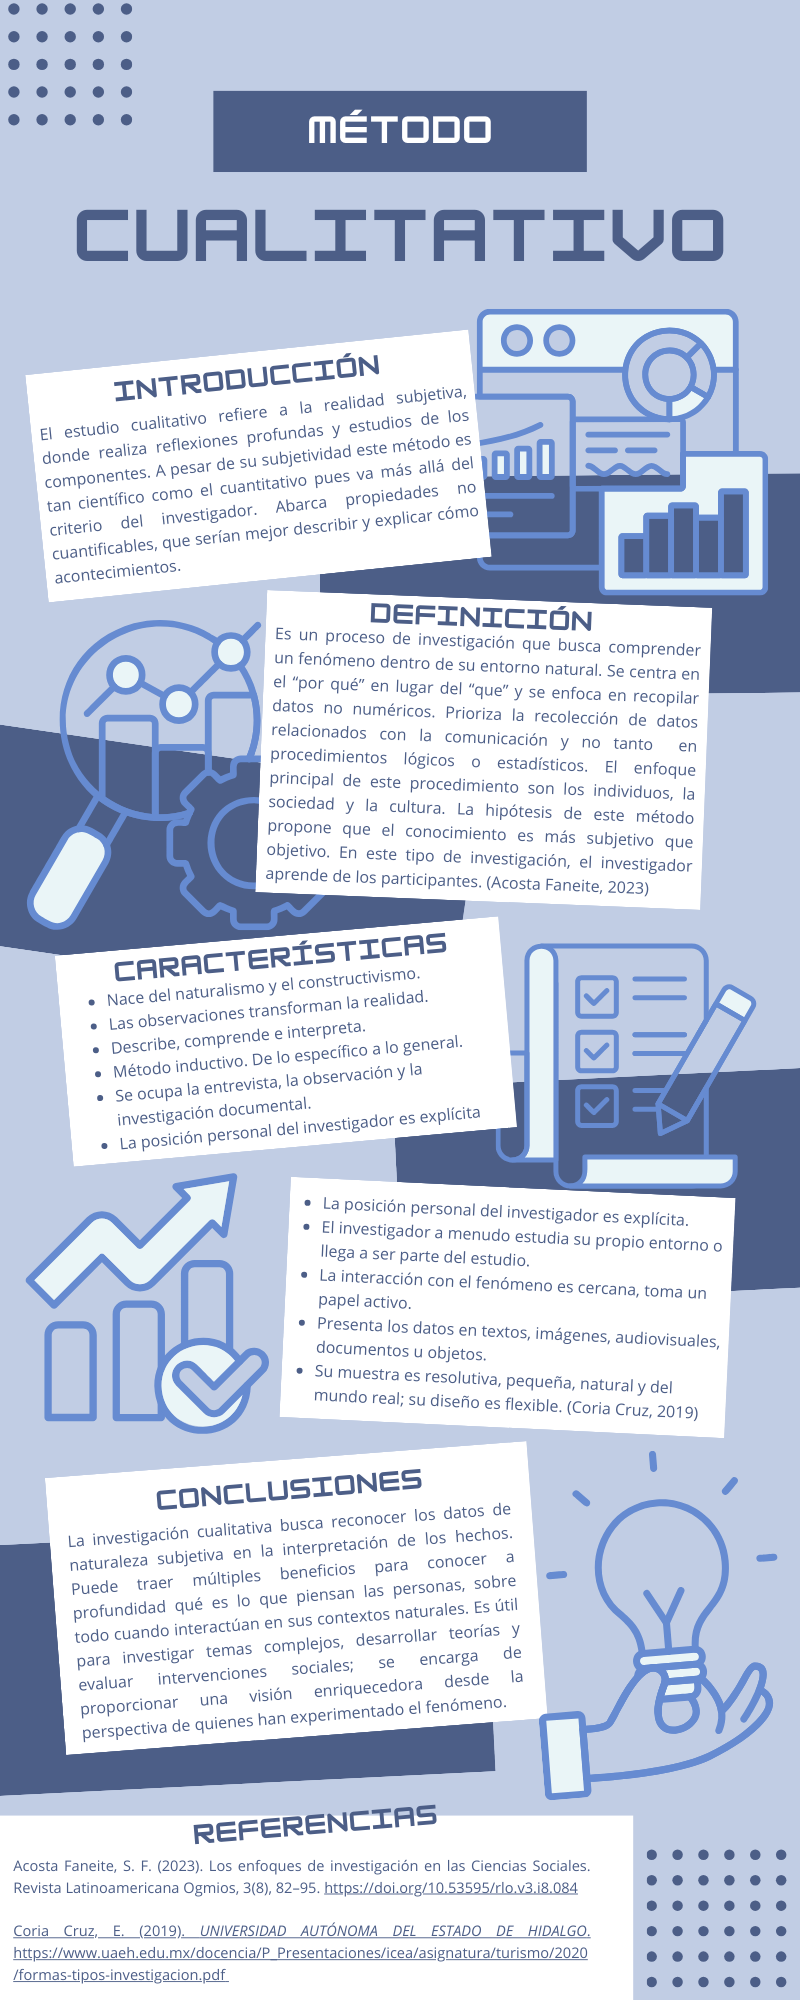 MÉTODO
CUALITATIVO
INTRODUCCIÓN
El estudio cualitativo refiere a la realidad subjetiva,
donde realiza reflexiones profundas y estudios de los
componentes. A pesar de su subjetividad este método es
tan científico como el cuantitativo pues va más allá del
criterio del investigador. Abarca propiedades no
cuantificables, que serían mejor describir y explicar cómo
acontecimientos.
DEFINICIÓN
Es un proceso de investigación que busca comprender
un fenómeno dentro de su entorno natural. Se centra en
el “por qué” en lugar del “que” y se enfoca en recopilar
datos no numéricos. Prioriza la recolección de datos
relacionados con la comunicación y no tanto en
procedimientos lógicos o estadísticos. El enfoque
principal de este procedimiento son los individuos, la
sociedad y la cultura. La hipótesis de este método
propone que el conocimiento es más subjetivo que
objetivo. En este tipo de investigación, el investigador
aprende de los participantes. (Acosta Faneite, 2023)
CARACTERÍSTICAS
• Nace del naturalismo y el constructivismo.
• Las observaciones transforman la realidad.
• Describe, comprende e interpreta.
• Método inductivo. De lo específico a lo general.
• Se ocupa la entrevista, la observación y la
investigación documental.
• La posición personal del investigador es explícita
• La posición personal del investigador es explícita.
• El investigador a menudo estudia su propio entorno o
llega a ser parte del estudio.
• La interacción con el fenómeno es cercana, toma un
papel activo.
• Presenta los datos en textos, imágenes, audiovisuales,
documentos u objetos.
• Su muestra es resolutiva, pequeña, natural y del
mundo real; su diseño es flexible. (Coria Cruz, 2019)
CONCLUSIONES
La investigación cualitativa busca reconocer los datos de
naturaleza subjetiva en la interpretación de los hechos.
Puede traer múltiples beneficios para conocer a
profundidad qué es lo que piensan las personas, sobre
todo cuando interactúan en sus contextos naturales. Es útil
para investigar temas complejos, desarrollar teorías y
evaluar intervenciones sociales; se encarga de
proporcionar una visión enriquecedora desde la
perspectiva de quienes han experimentado el fenómeno.
REFERENCIAS
Acosta Faneite, S. F. (2023). Los enfoques de investigación en las Ciencias Sociales.
Revista Latinoamericana Ogmios, 3(8), 82–95. https://doi.org/10.53595/rlo.v3.i8.084
Coria Cruz, E. (2019). UNIVERSIDAD AUTÓNOMA DEL ESTADO DE HIDALGO.
https://www.uaeh.edu.mx/docencia/P_Presentaciones/icea/asignatura/turismo/2020
/formas-tipos-investigacion.pdf